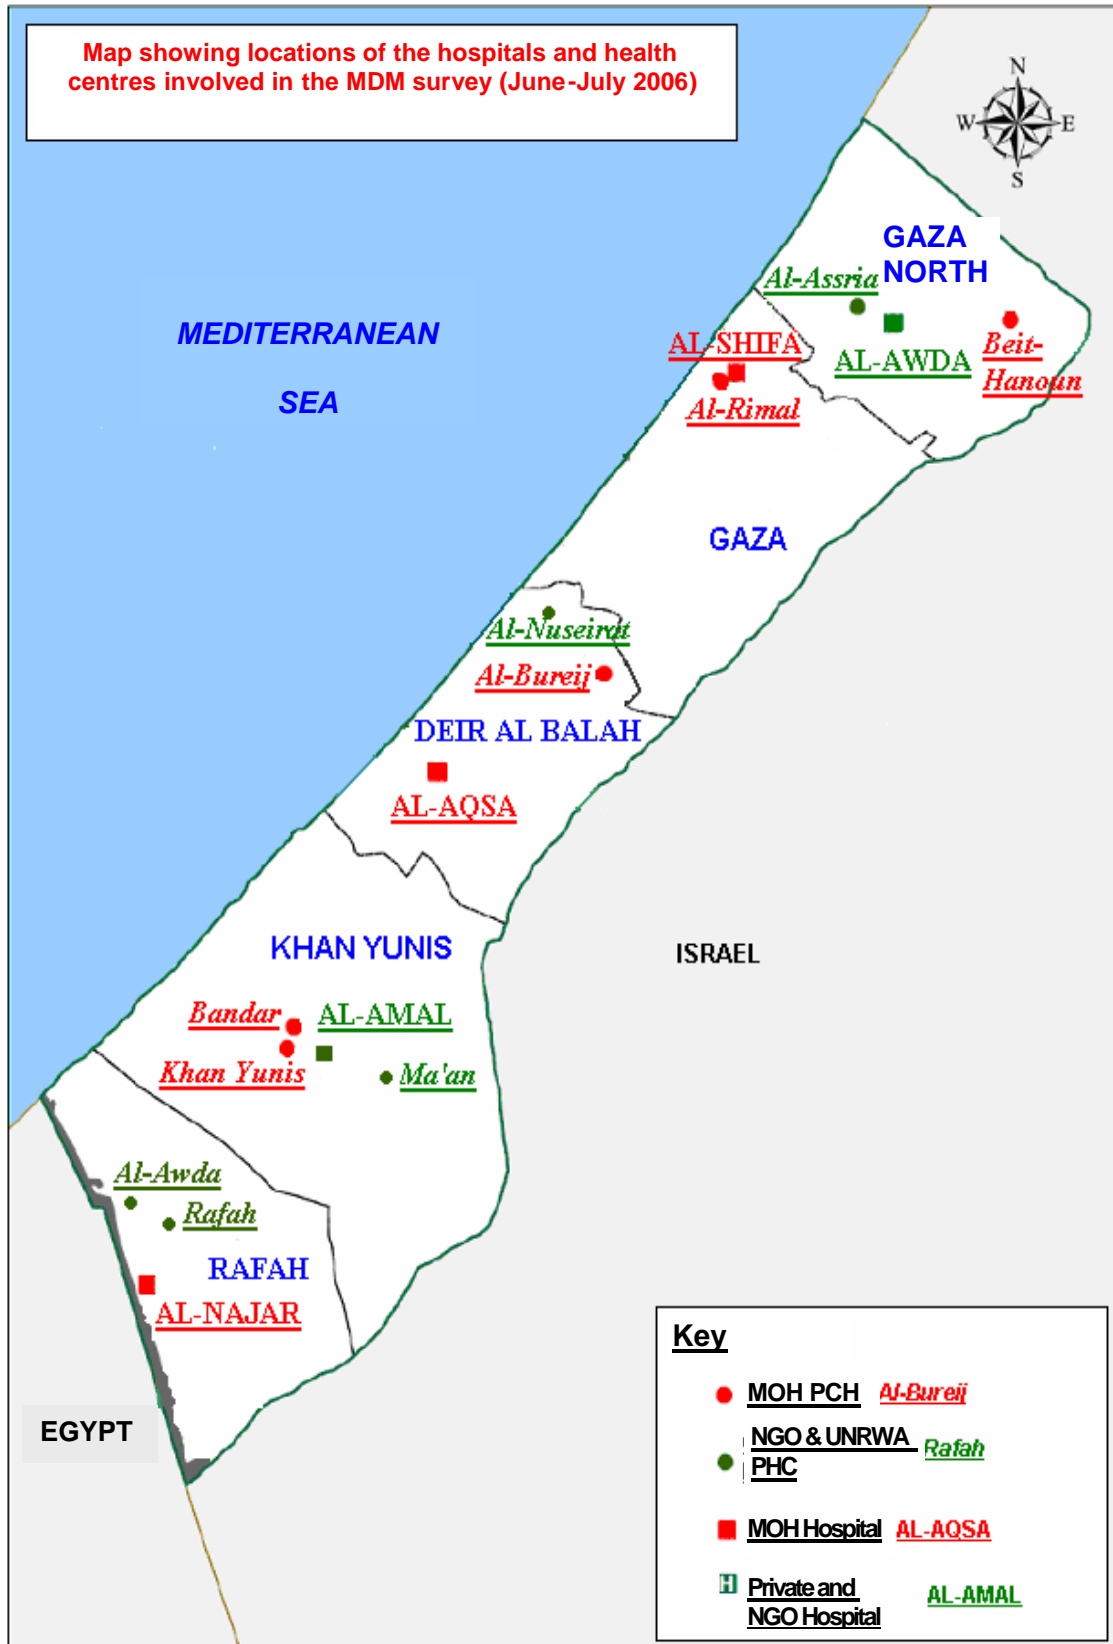 Map showing locations of the hospitals and health
centres involved in the MDM survey (June-July 2006)
N
W
E
S
GAZA
NORTH
Al-Assria
MEDITERRANEAN
SEA
AL-SHIFA
AL-AWDA
Beit-
Hanoun
Al-Rimal
GAZA
Al-Nuseirat
Al-Bureij
DEIR AL BALAH
AL-AQSA
KHAN YUNIS
ISRAEL
Bandar
AL-AMAL
Khan Yunis
Ma'an
Al-Awda
Rafah
RAFAH
AL-NAJAR
EGYPT
Key
MOH PCH Al-Bureij
NGO & UNRWA Rafah
PHC
MOH Hospital AL-AQSA
H Private and AL-AMAL
NGO Hospital